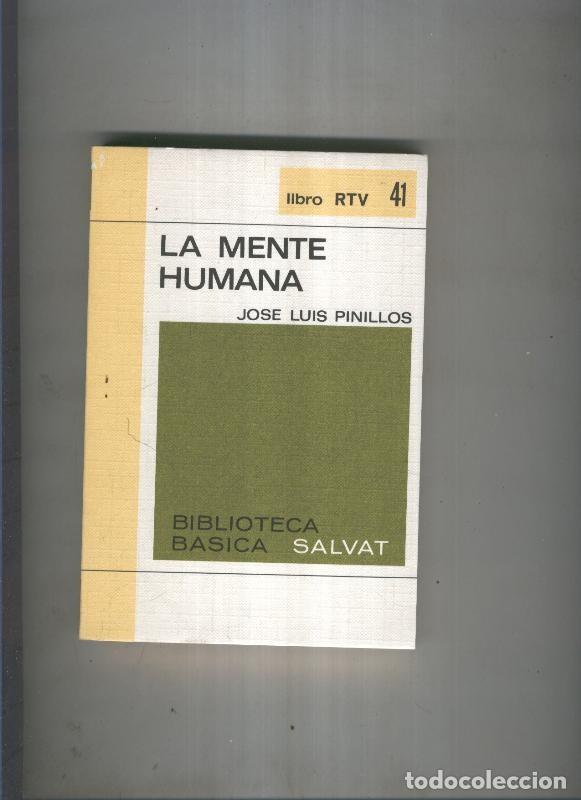 libro RTV 41
LA MENTE
HUMANA
JOSE LUIS PINILLOS
BIBLIOTECA
BASICA SALVAT
todocoleccion